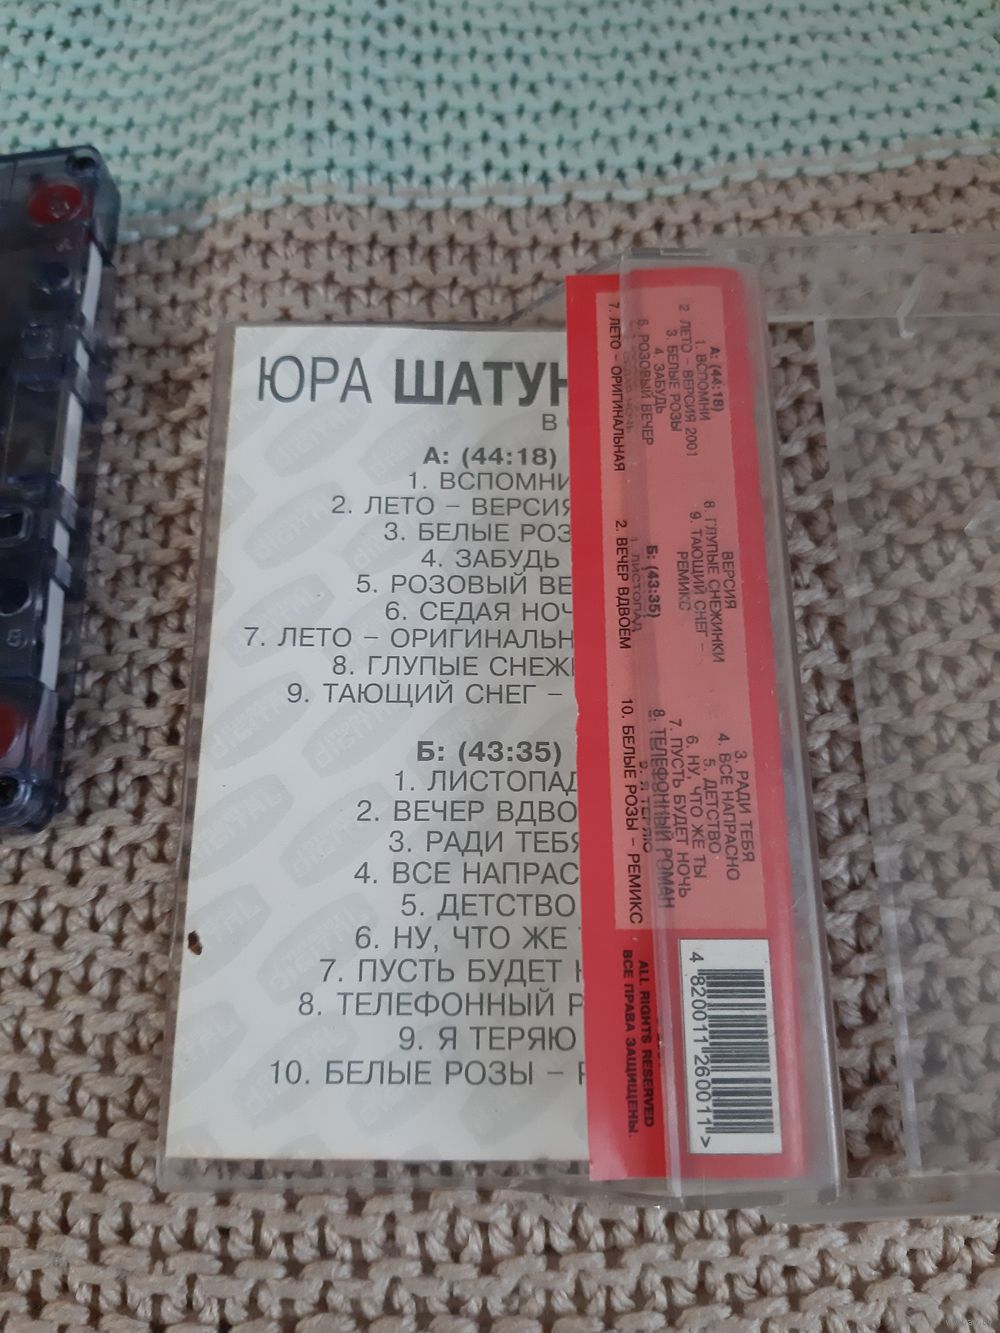 ЮРА ШАТУН
В
А: (44:18)
1. ВСПОМНИ
2. ЛЕТО – ВЕРСИЯ
3. БЕЛЫЕ РОЗ
4. ЗАБУДЬ
5. РОЗОВЫЙ ВЕ
6. СЕДАЯ НОЧ
7. ЛЕТО – ОРИГИНАЛЬН
8. ГЛУПЫЕ СНЕЖ
9. ТАЮЩИЙ СНЕГ –
Б: (43:35)
1. ЛИСТОПАД
2. ВЕЧЕР ВДВО
3. РАДИ ТЕБЯ
4. ВСЕ НАПРАС
5. ДЕТСТВО
6. НУ, ЧТО ЖЕ
7. ПУСТЬ БУДЕТ Н
8. ТЕЛЕФОННЫЙ Р
9. Я ТЕРЯЮ
10. БЕЛЫЕ РОЗЫ – Р
А: (44:18)
1. ВСПОМНИ
2. ЛЕТО - ВЕРСИЯ 2001
3. БЕЛЫЕ РОЗЫ
4. ЗАБУДЬ
5. РОЗОВЫЙ ВЕЧЕР
7. ЛЕТО - ОРИГИНАЛЬНАЯ
ВЕРСИЯ
8. ГЛУПЫЕ СНЕЖИНКИ
9. ТАЮЩИЙ СНЕГ -
РЕМИКС
Б: (43:35)
1. ЛИСТОПАД
2. ВЕЧЕР ВДВОЕМ
3. РАДИ ТЕБЯ
4. ВСЕ НАПРАСНО
5. ДЕТСТВО
6. НУ, ЧТО ЖЕ ТЫ
7. ПУСТЬ БУДЕТ НОЧЬ
8. ТЕЛЕФОННЫЙ РОМАН
9. Я ТЕРЯЮ
10. БЕЛЫЕ РОЗЫ - РЕМИКС
ALL RIGHTS RESERVED
ВСЕ ПРАВА ЗАЩИЩЕНЫ.
4 820011 260011 >